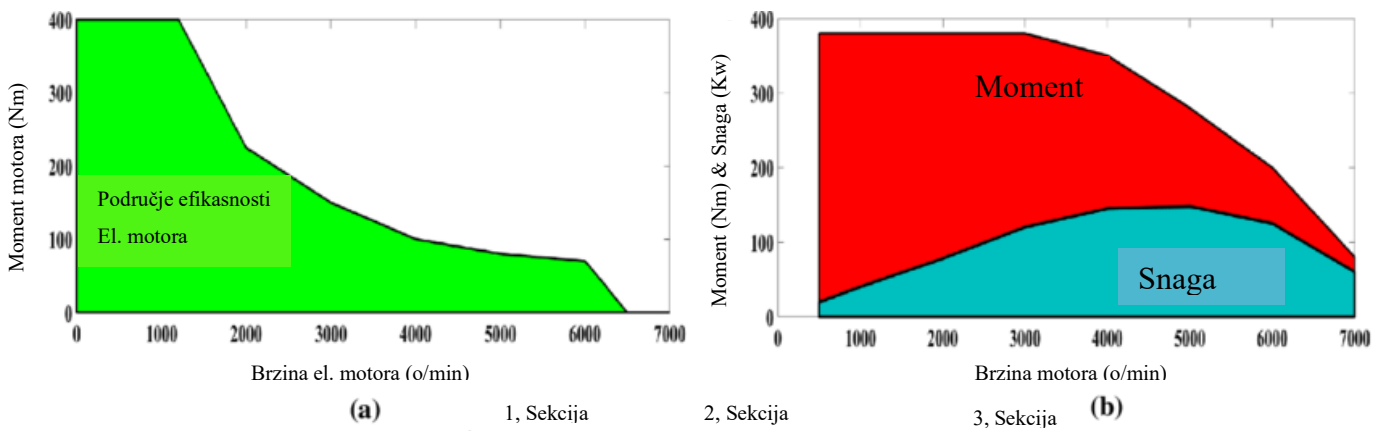 Moment motora (Nm)
400
300
200
100
0
Područje efikasnosti
El. motora
0 1000 2000 3000 4000 5000 6000 7000
Brzina el. motora (o/min)
(a)
Moment (Nm) & Snaga (Kw)
400
300
200
100
0
Moment
Snaga
0 1000 2000 3000 4000 5000 6000 7000
Brzina motora (o/min)
(b)
1, Sekcija 2, Sekcija 3, Sekcija